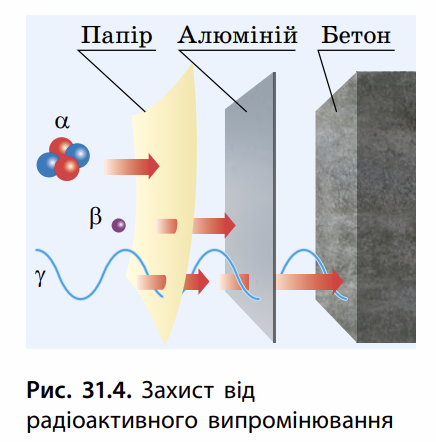 Папір Алюміній Бетон
α
β
γ
Рис. 31.4. Захист від
радіоактивного випромінювання